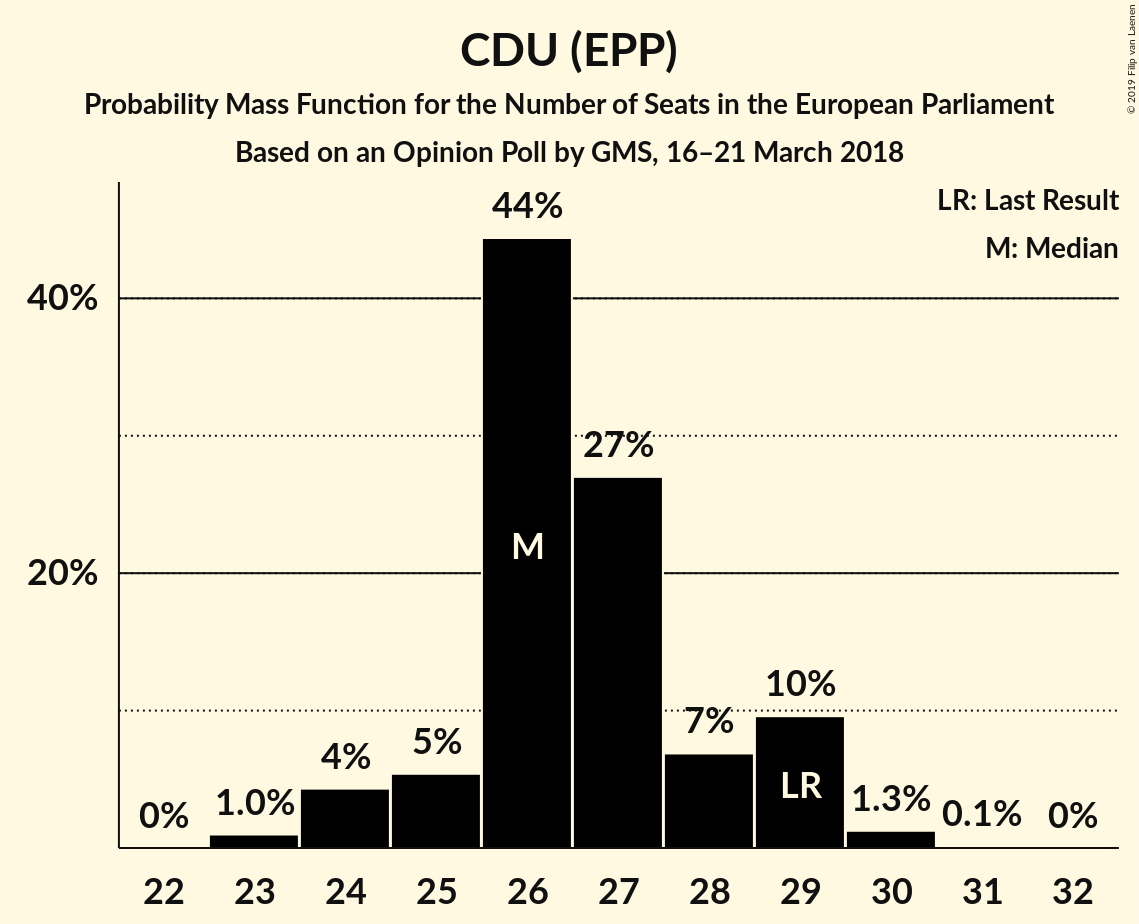 CDU (EPP)
Probability Mass Function for the Number of Seats in the European Parliament
Based on an Opinion Poll by GMS, 16–21 March 2018
© 2019 Filip van Laenen
LR: Last Result
M: Median
44%
40%
27%
M
20%
10%
7%
5%
4%
LR
1.3%
1.0%
0.1%
0%
0%
22 23 24 25 26 27 28 29 30 31 32